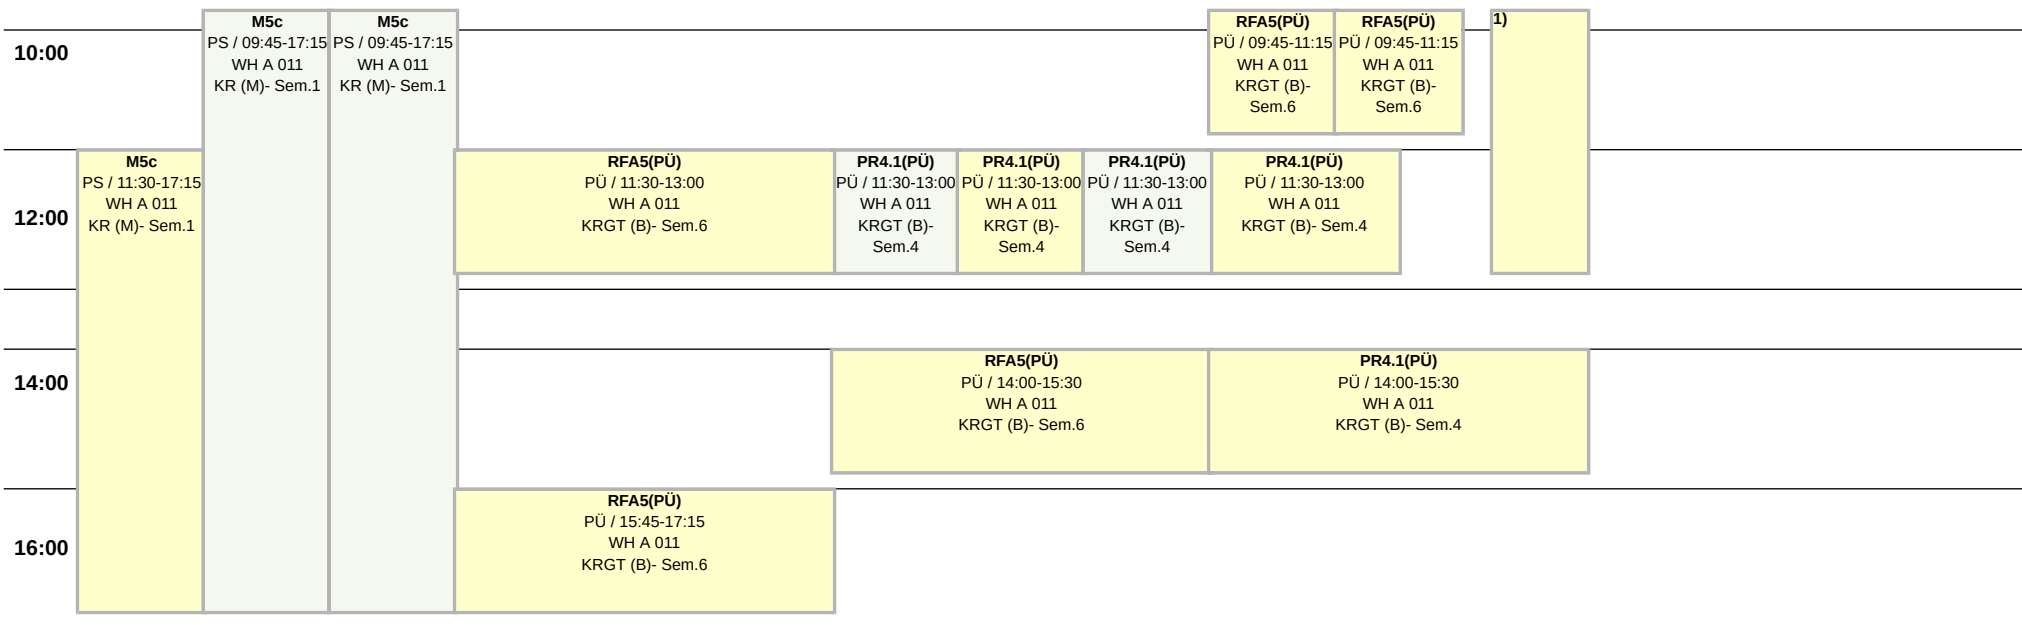 M5c
PS / 09:45-17:15
WH A 011
KR (M)- Sem.1
M5c
PS / 09:45-17:15
WH A 011
KR (M)- Sem.1
RFA5(PÜ)
PÜ / 09:45-11:15
WH A 011
KRGT (B)-
Sem.6
RFA5(PÜ)
PÜ / 09:45-11:15
WH A 011
KRGT (B)-
Sem.6
1)
10:00
M5c
PS / 11:30-17:15
WH A 011
KR (M)- Sem.1
RFA5(PÜ)
PÜ / 11:30-13:00
WH A 011
KRGT (B)- Sem.6
PR4.1(PÜ)
PÜ / 11:30-13:00
WH A 011
KRGT (B)-
Sem.4
PR4.1(PÜ)
PÜ / 11:30-13:00
WH A 011
KRGT (B)-
Sem.4
PR4.1(PÜ)
PÜ / 11:30-13:00
WH A 011
KRGT (B)-
Sem.4
PR4.1(PÜ)
PÜ / 11:30-13:00
WH A 011
KRGT (B)- Sem.4
12:00
RFA5(PÜ)
PÜ / 14:00-15:30
WH A 011
KRGT (B)- Sem.6
PR4.1(PÜ)
PÜ / 14:00-15:30
WH A 011
KRGT (B)- Sem.4
14:00
RFA5(PÜ)
PÜ / 15:45-17:15
WH A 011
KRGT (B)- Sem.6
16:00